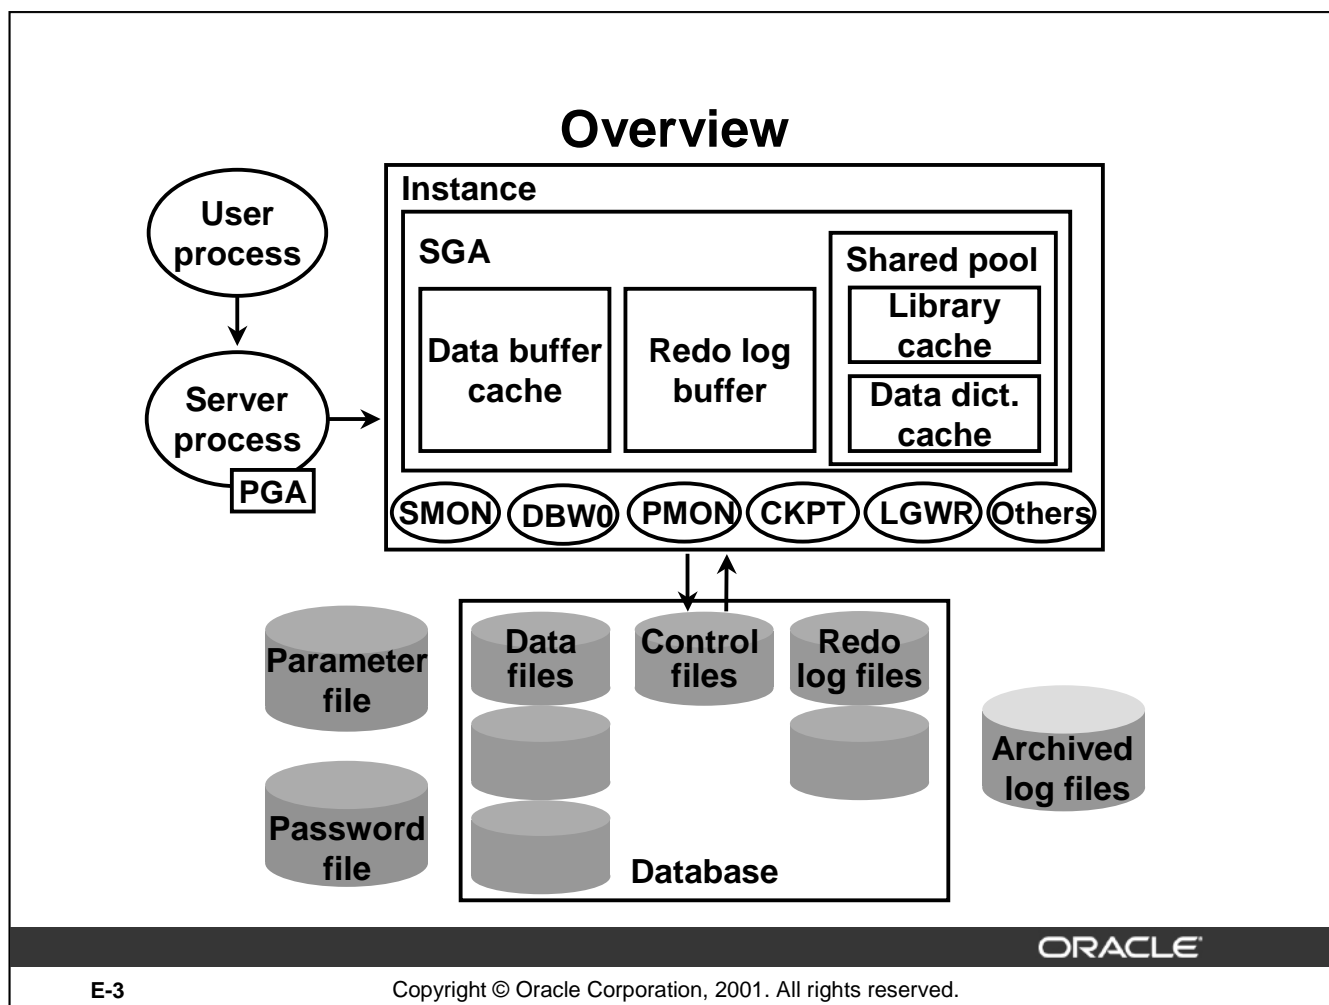 Overview
User
process
Server
process
PGA
Instance
SGA
Data buffer
cache
Redo log
buffer
Shared pool
Library
cache
Data dict.
cache
SMON
DBW0
PMON
CKPT
LGWR
Others
Parameter
file
Password
file
Data
files
Control
files
Redo
log files
Database
Archived
log files
ORACLE
E-3
Copyright © Oracle Corporation, 2001. All rights reserved.